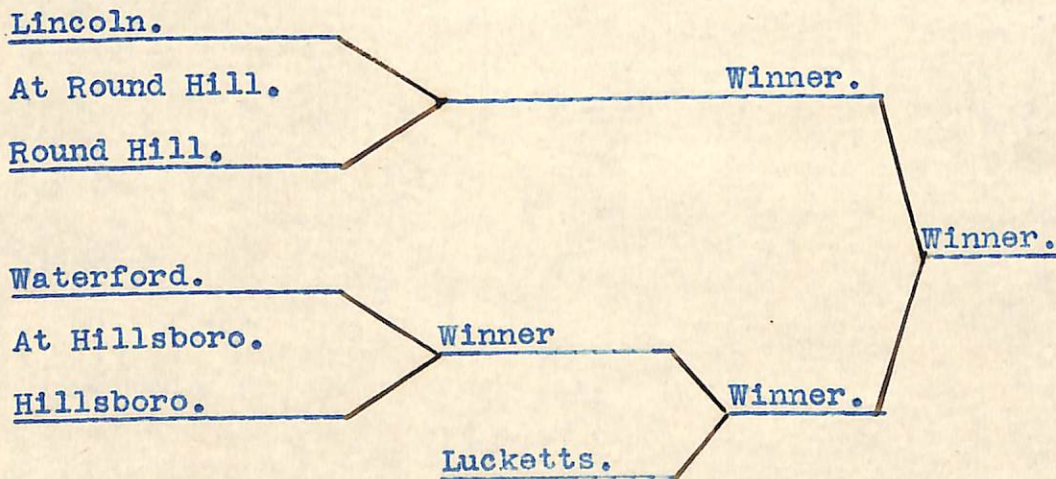 Lincoln.
At Round Hill.
Round Hill.
Winner.
Winner.
Waterford.
At Hillsboro.
Hillsboro.
Winner
Winner.
Lucketts.